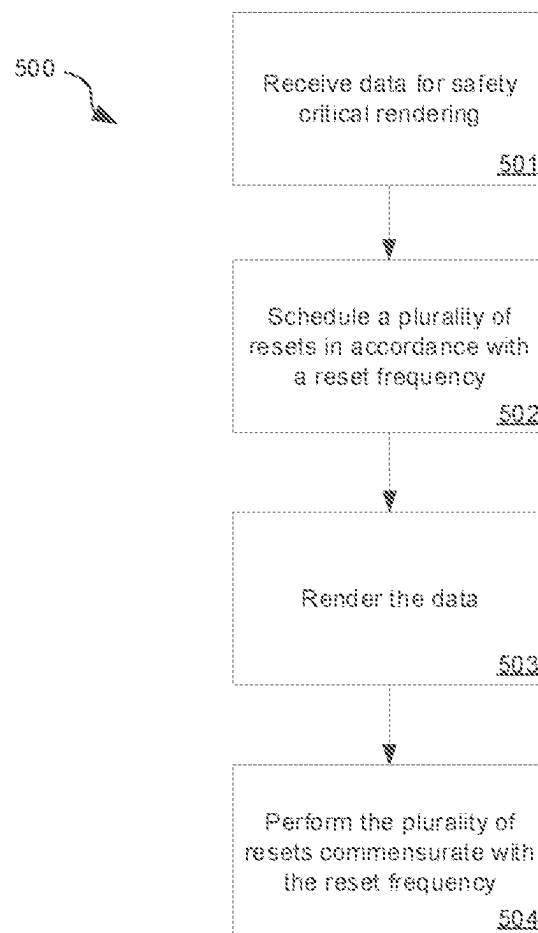 500
Receive data for safety
critical rendering
501
Schedule a plurality of
resets in accordance with
a reset frequency
502
Render the data
503
Perform the plurality of
resets commensurate with
the reset frequency
504